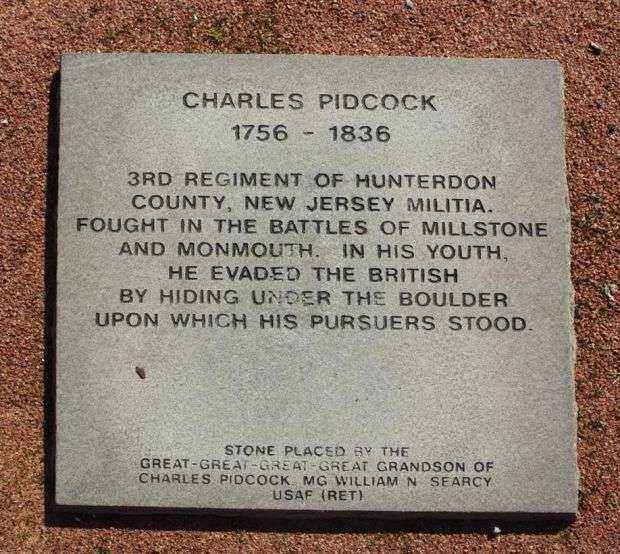 CHARLES PIDCOCK
1756 - 1836
3RD REGIMENT OF HUNTERDON
COUNTY, NEW JERSEY MILITIA.
FOUGHT IN THE BATTLES OF MILLSTONE
AND MONMOUTH. IN HIS YOUTH,
HE EVADED THE BRITISH
BY HIDING UNDER THE BOULDER
UPON WHICH HIS PURSUERS STOOD.
STONE PLACED BY THE
GREAT-GREAT-GREAT-GREAT GRANDSON OF
CHARLES PIDCOCK, MG WILLIAM N. SEARCY
USAF (RET)